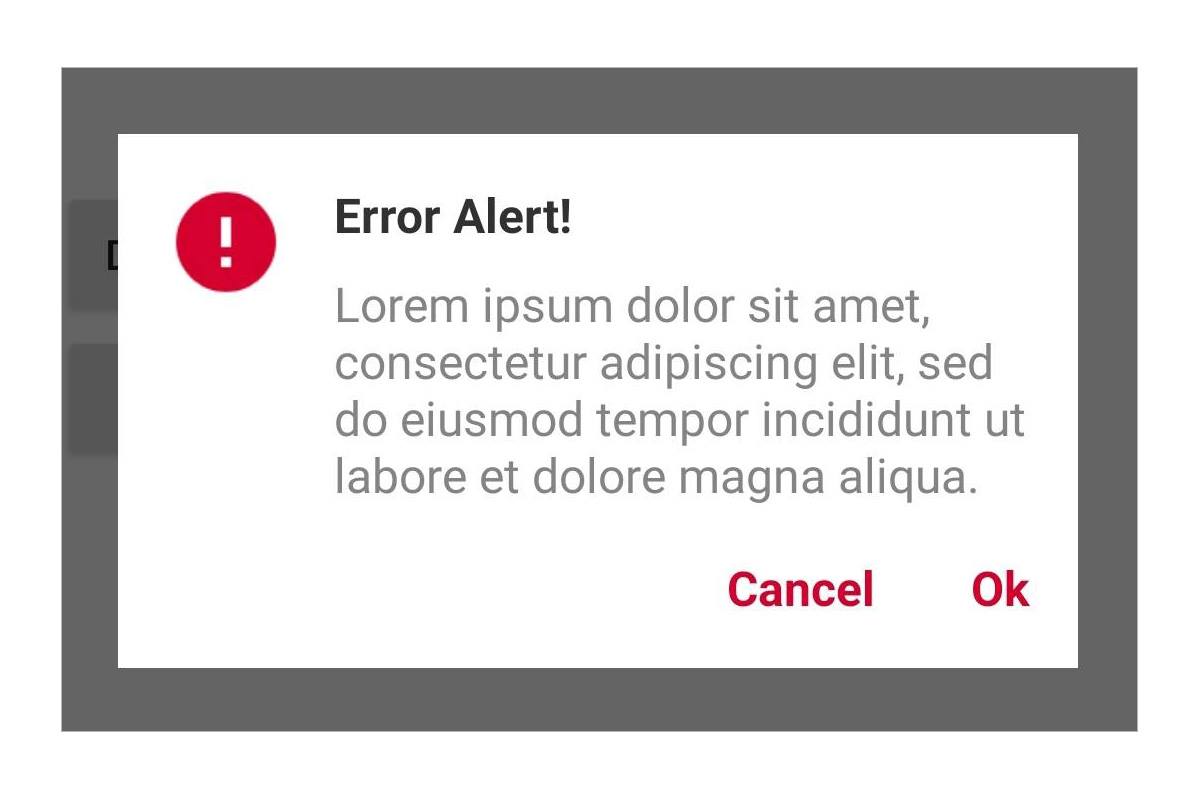 Error Alert!
Lorem ipsum dolor sit amet,
consectetur adipiscing elit, sed
do eiusmod tempor incididunt ut
labore et dolore magna aliqua.
Cancel
Ok